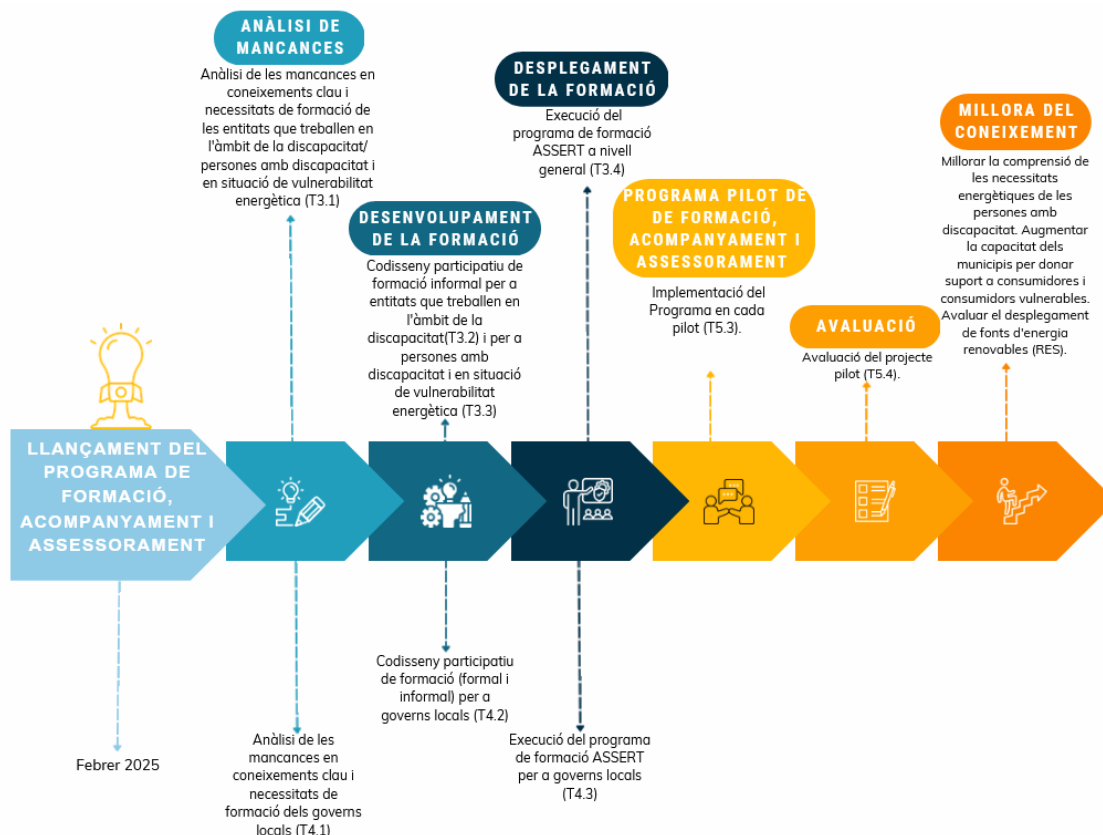 ANÀLISI DE
MANCANCES
Anàlisi de les mancances en
coneixements clau i
necessitats de formació de
les entitats que treballen en
l'àmbit de la discapacitat/
persones amb discapacitat i
en situació de vulnerabilitat
energètica (T3.1)
DESENVOLUPAMENT
DE LA FORMACIÓ
Codisseny participatiu de
formació informal per a
entitats que treballen en
l'àmbit de la
discapacitat(T3.2) i per a
persones amb
discapacitat i en situació
de vulnerabilitat
energètica (T3.3)
DESPLEGAMENT
DE LA FORMACIÓ
Execució del
programa de formació
ASSERT a nivell
general (T3.4)
PROGRAMA PILOT DE
DE FORMACIÓ,
ACOMPANYAMENT I
ASSESSORAMENT
Implementació del
Programa en cada
pilot (T5.3).
AVALUACIÓ
Avaluació del projecte
pilot (T5.4).
MILLORA DEL
CONEIXEMENT
Millorar la comprensió de
les necessitats
energètiques de les
persones amb
discapacitat. Augmentar
la capacitat dels
municipis per donar
suport a consumidores i
consumidors vulnerables.
Avaluar el desplegament
de fonts d'energia
renovables (RES).
LLANÇAMENT DEL
PROGRAMA DE
FORMACIÓ,
ACOMPANYAMENT I
ASSESSORAMENT
Febrer 2025
Anàlisi de les
mancances en
coneixements clau i
necessitats de
formació dels governs
locals (T4.1)
Codisseny participatiu
de formació (formal i
informal) per a
governs locals (T4.2)
Execució del programa
de formació ASSERT
per a governs locals
(T4.3)